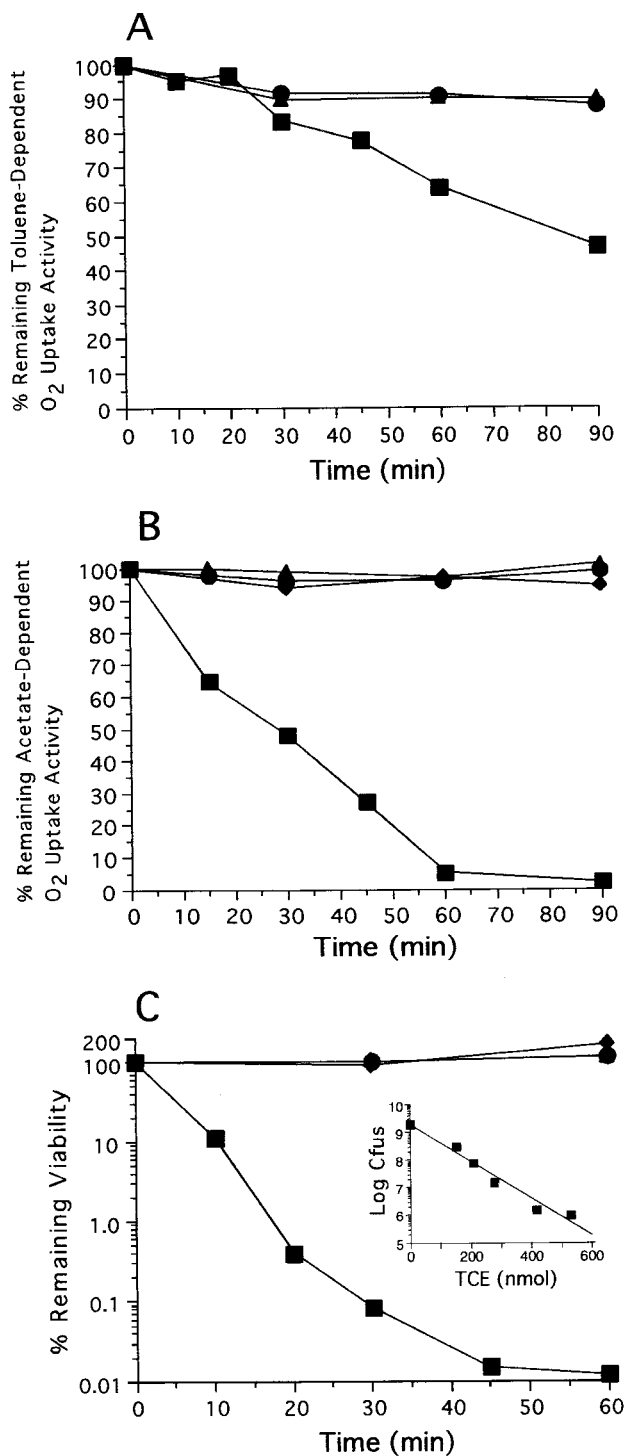 A
% Remaining Toluene-Dependent
O2 Uptake Activity
100
90
80
70
60
50
40
30
20
10
0
0 10 20 30 40 50 60 70 80 90
Time (min)
B
% Remaining Acetate-Dependent
O2 Uptake Activity
100
90
80
70
60
50
40
30
20
10
0
0 10 20 30 40 50 60 70 80 90
Time (min)
C
% Remaining Viability
200
100
10
1.0
0.1
0.01
0 10 20 30 40 50 60
Time (min)
Log Cfus
10
9
8
7
6
5
0 200 400 600
TCE (nmol)